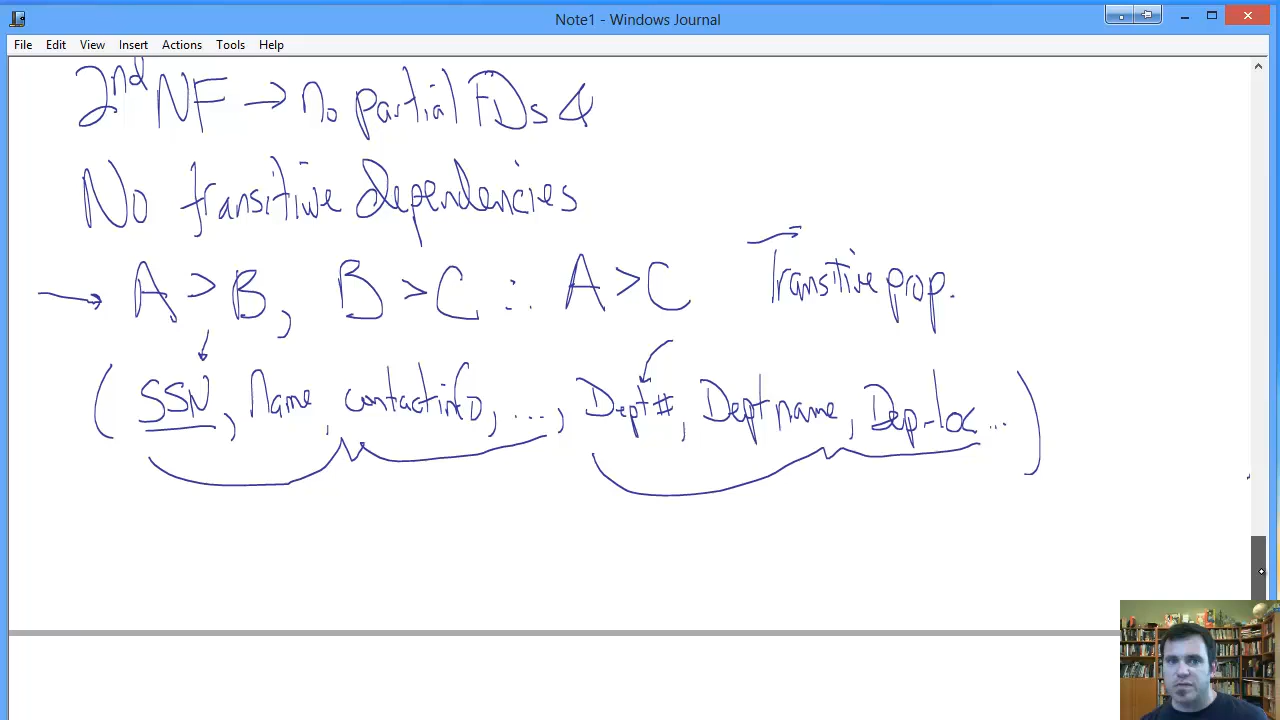 Note1 - Windows Journal
File Edit View Insert Actions Tools Help
2nd NF → no partial FDs &
No transitive dependencies
→ A > B, B > C ∴ A > C Transitive prop.
(SSN, Name, contactinfo, ..., Dept#, Deptname, Dep-loc ...)